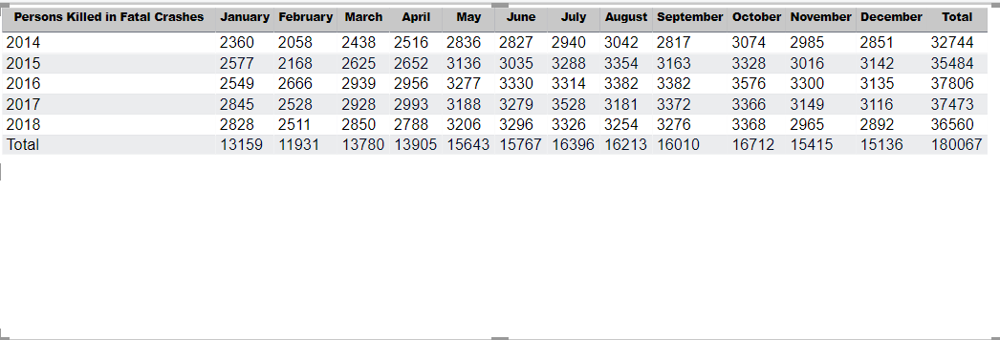 Persons Killed in Fatal Crashes January February March April May June July August September October November December Total
2014 2360 2058 2438 2516 2836 2827 2940 3042 2817 3074 2985 2851 32744
2015 2577 2168 2625 2652 3136 3035 3288 3354 3163 3328 3016 3142 35484
2016 2549 2666 2939 2956 3277 3330 3314 3382 3382 3576 3300 3135 37806
2017 2845 2528 2928 2993 3188 3279 3528 3181 3372 3366 3149 3116 37473
2018 2828 2511 2850 2788 3206 3296 3326 3254 3276 3368 2965 2892 36560
Total 13159 11931 13780 13905 15643 15767 16396 16213 16010 16712 15415 15136 180067